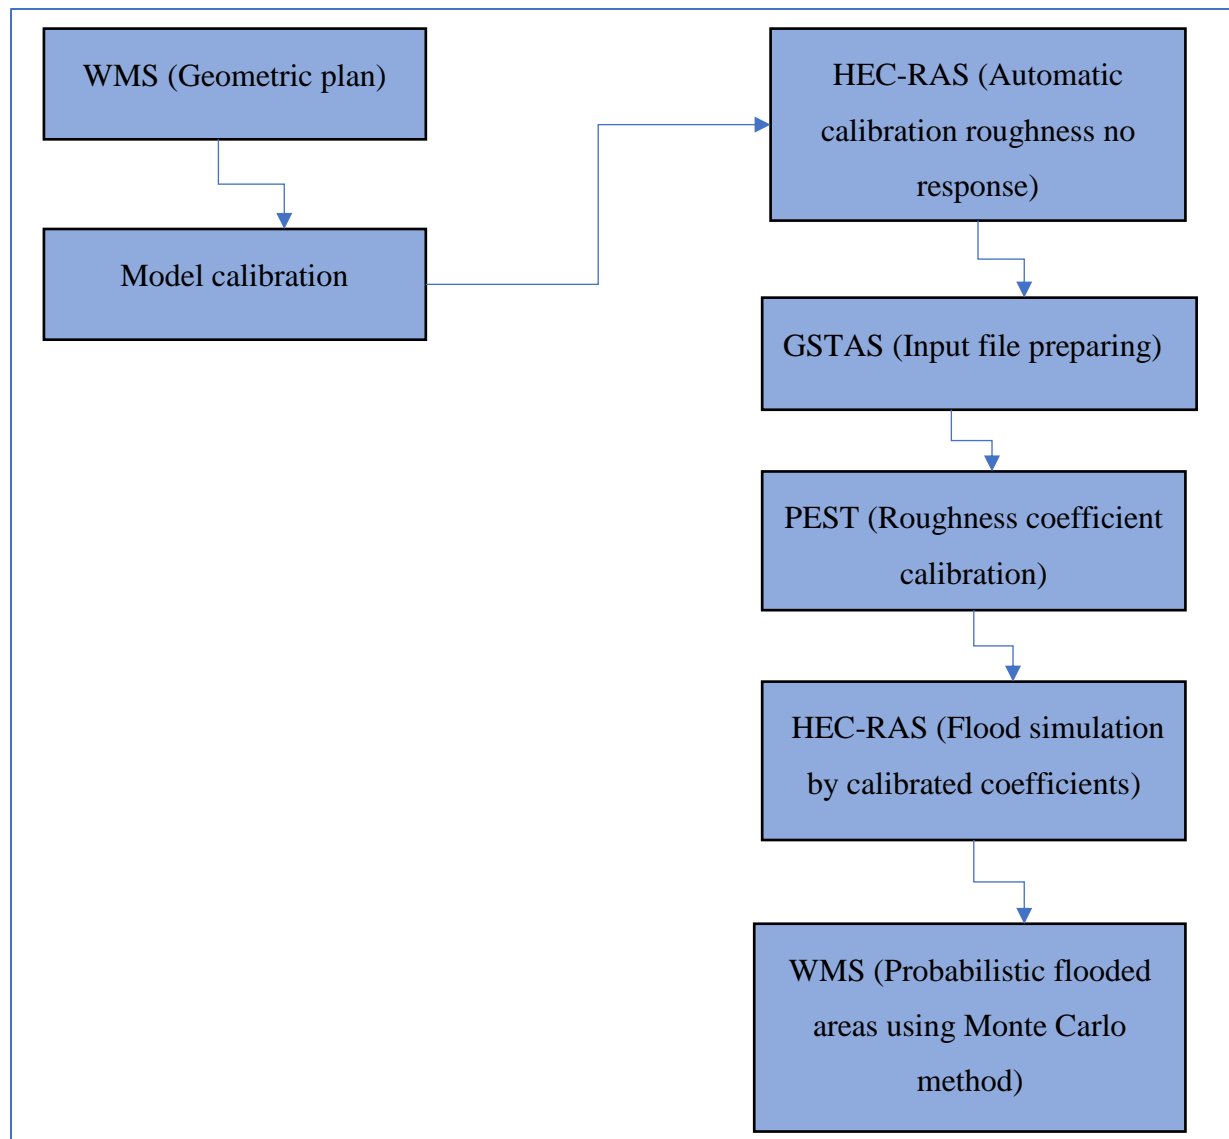 WMS (Geometric plan)
Model calibration
HEC-RAS (Automatic
calibration roughness no
response)
GSTAS (Input file preparing)
PEST (Roughness coefficient
calibration)
HEC-RAS (Flood simulation
by calibrated coefficients)
WMS (Probabilistic flooded
areas using Monte Carlo
method)